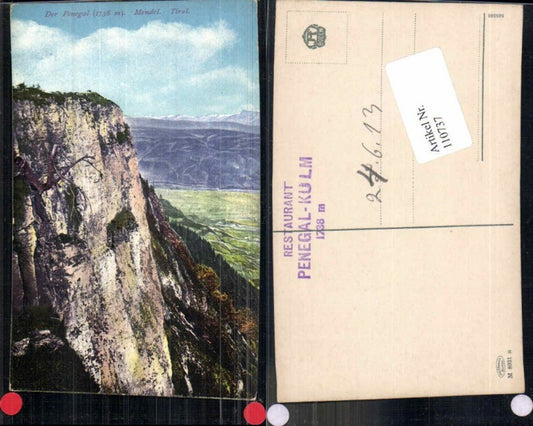 Der Penegal (1738 m). Mendel. Tirol.
Artikel Nr.
110737
24.6.13
RESTAURANT
PENEGAL-KULM
1738 m